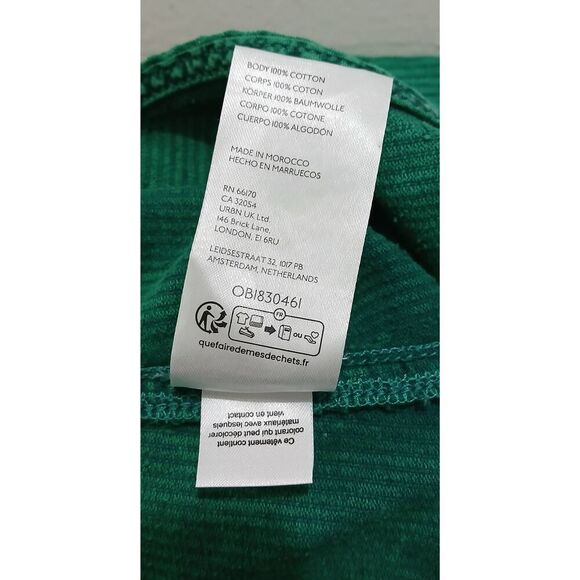 BODY 100% COTTON
CORPS 100% COTON
KÖRPER 100% BAUMWOLLE
CORPO 100% COTONE
CUERPO 100% ALGODÓN
MADE IN MOROCCO
HECHO EN MARRUECOS
RN 66170
CA 32054
URBN UK Ltd
146 Brick Lane,
LONDON, E1 6RU
LEIDSESTRAAT 32, 1017 PB
AMSTERDAM, NETHERLANDS
OB1830461
FR
OU
quefairedemesdechets.fr
Ce vêtement contient
colorant qui peut décolorer
matériaux avec lesquels
vient en contact